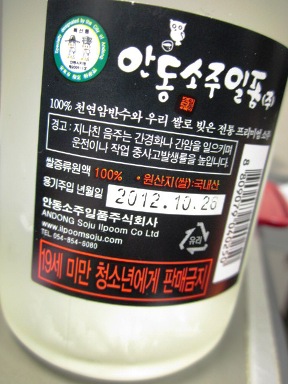 안동소주일품(주)
100% 천연암반수와 우리 쌀로 빚은 전통 프리미엄 소주
경고 : 지나친 음주는 간경화나 간암을 일으키며
운전이나 작업 중 사고 발생률을 높입니다.
쌀증류원액 100% • 원산지(쌀):국내산
용기주입 년월일 2012.10.26
안동소주일품주식회사
ANDONG Soju Ilpoom Co Ltd
www.ilpoomsoju.com
TEL 054-854-6080
유리
19세 미만 청소년에게 판매금지